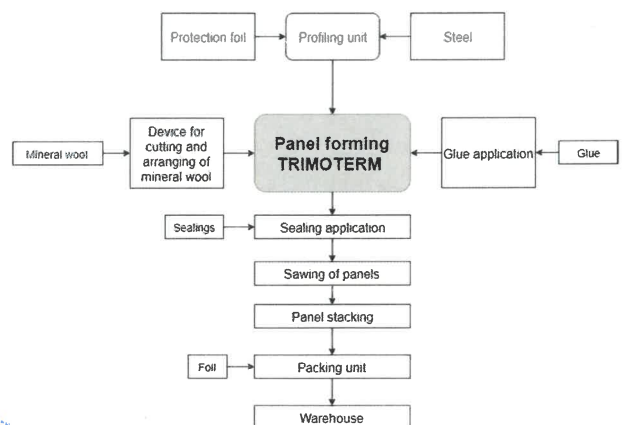 Protection foil
Profiling unit
Steel
Mineral wool
Device for
cutting and
arranging of
mineral wool
Panel forming
TRIMOTERM
Glue application
Glue
Sealings
Sealing application
Sawing of panels
Panel stacking
Foil
Packing unit
Warehouse